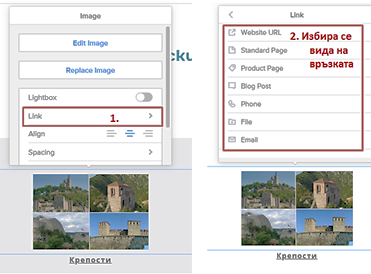 Image
Edit Image
Replace Image
cku
Lightbox
Link
1.
Align
Spacing
Крепости
Link
Website URL
Standard Page
Product Page
Blog Post
Phone
File
Email
2. Избира се
вида на
връзката
Крепости